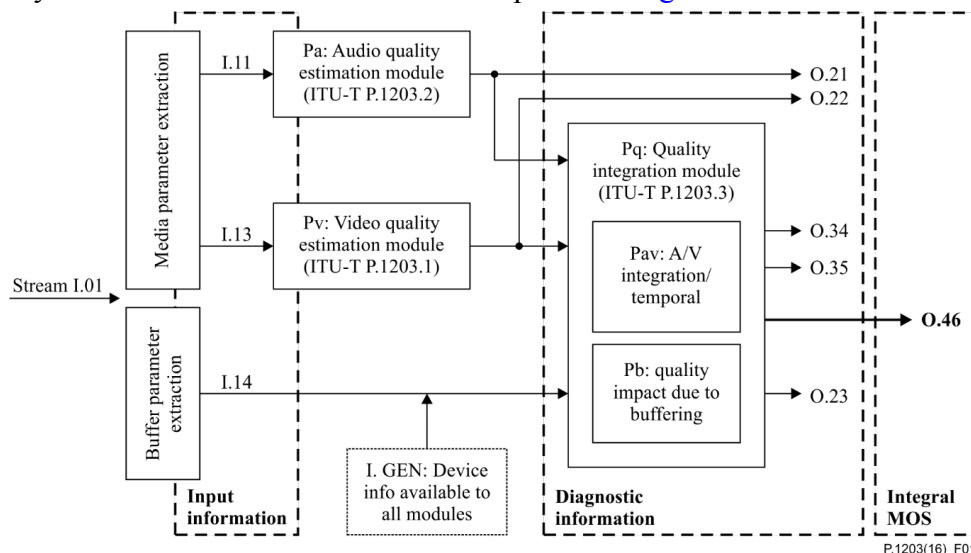 Media parameter extraction
I.11
Pa: Audio quality
estimation module
(ITU-T P.1203.2)
O.21
O.22
Pq: Quality
integration module
(ITU-T P.1203.3)
I.13
Pv: Video quality
estimation module
(ITU-T P.1203.1)
Pav: A/V
integration/
temporal
O.34
O.35
Stream I.01
O.46
Buffer parameter
extraction
I.14
Pb: quality
impact due to
buffering
O.23
I. GEN: Device
info available to
all modules
Input
information
Diagnostic
information
Integral
MOS